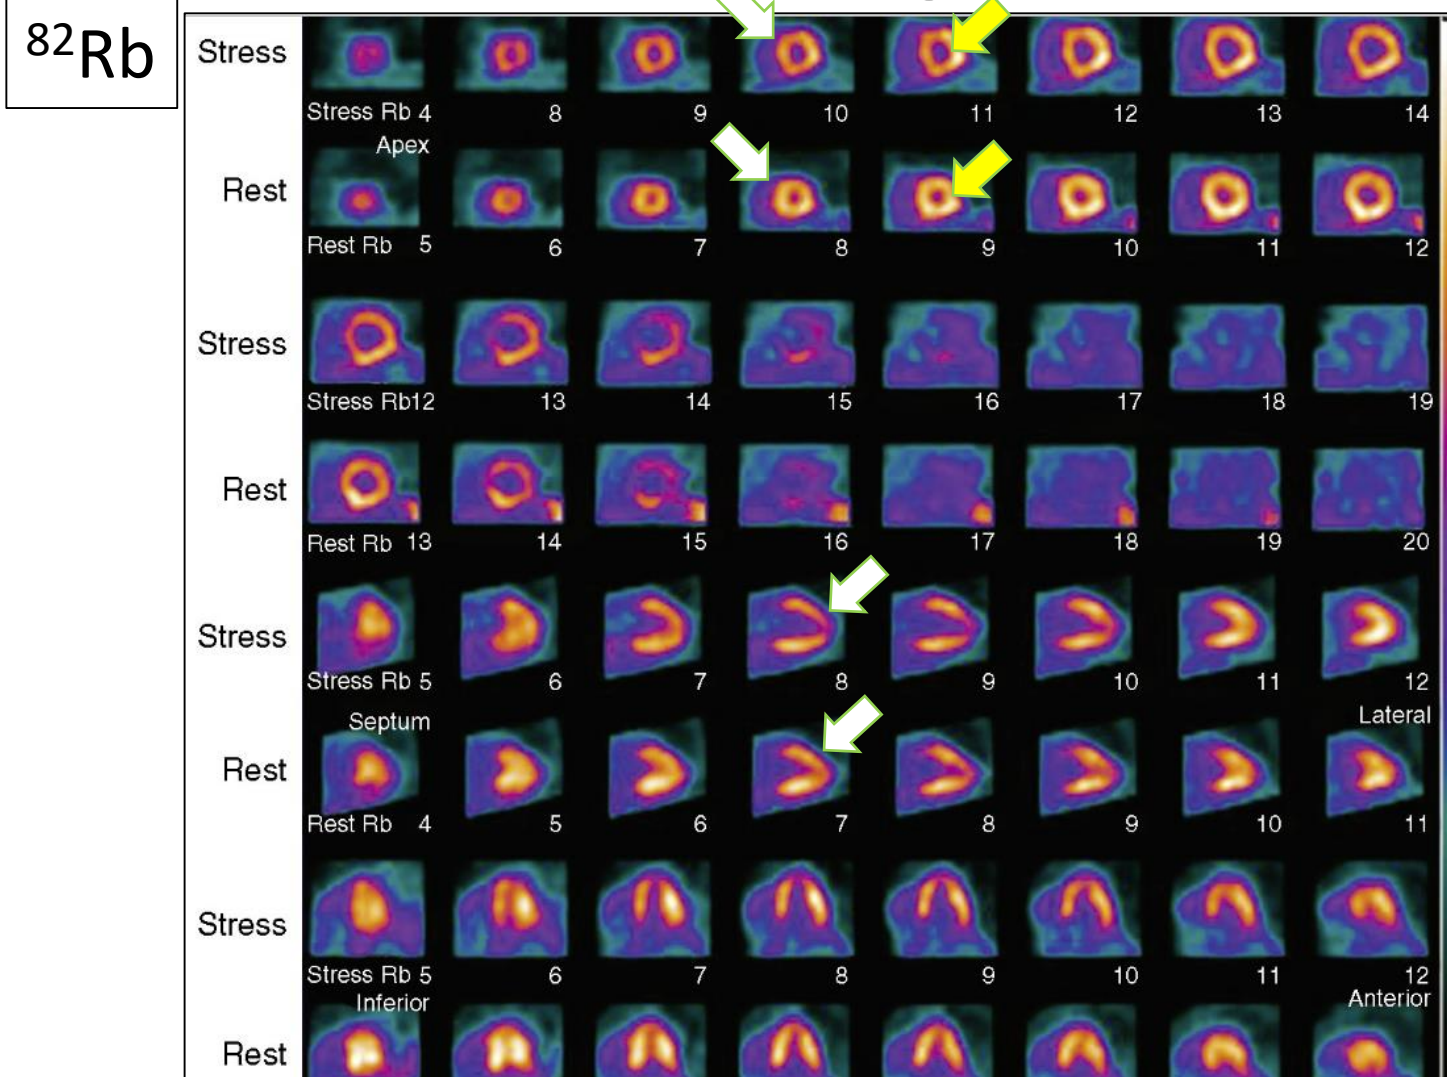 ⁸²Rb
Stress
Stress Rb 4 8 9 10 11 12 13 14
Apex
Rest
Rest Rb 5 6 7 8 9 10 11 12
Stress
Stress Rb12 13 14 15 16 17 18 19
Rest
Rest Rb 13 14 15 16 17 18 19 20
Stress
Stress Rb 5 6 7 8 9 10 11 12
Septum Lateral
Rest
Rest Rb 4 5 6 7 8 9 10 11
Stress
Stress Rb 5 6 7 8 9 10 11 12
Inferior Anterior
Rest